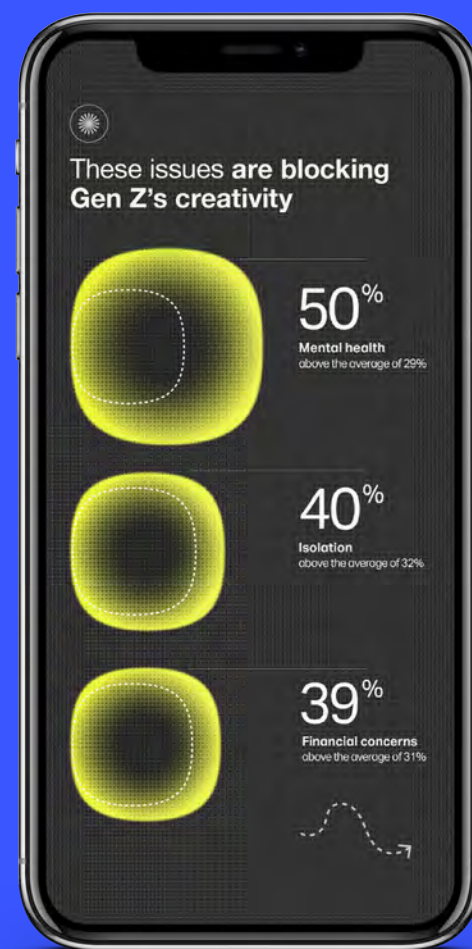 These issues are blocking
Gen Z's creativity
50%
Mental health
above the average of 29%
40%
Isolation
above the average of 32%
39%
Financial concerns
above the average of 31%